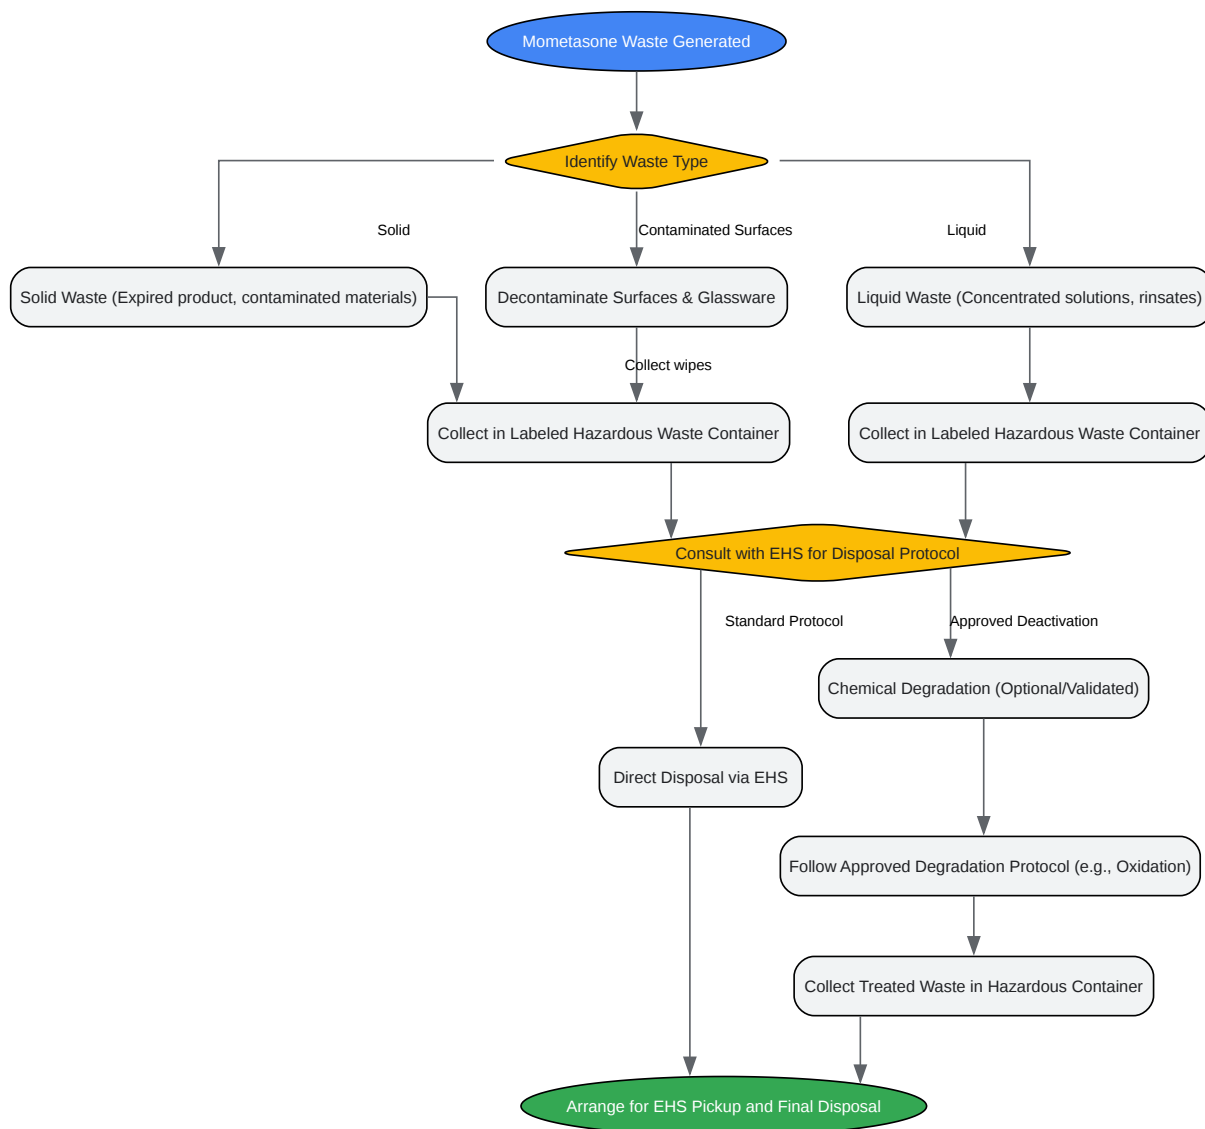 Mometasone Waste Generated
Identify Waste Type
Solid
Contaminated Surfaces
Liquid
Solid Waste (Expired product, contaminated materials)
Decontaminate Surfaces & Glassware
Liquid Waste (Concentrated solutions, rinsates)
Collect wipes
Collect in Labeled Hazardous Waste Container
Collect in Labeled Hazardous Waste Container
Consult with EHS for Disposal Protocol
Standard Protocol
Approved Deactivation
Chemical Degradation (Optional/Validated)
Direct Disposal via EHS
Follow Approved Degradation Protocol (e.g., Oxidation)
Collect Treated Waste in Hazardous Container
Arrange for EHS Pickup and Final Disposal